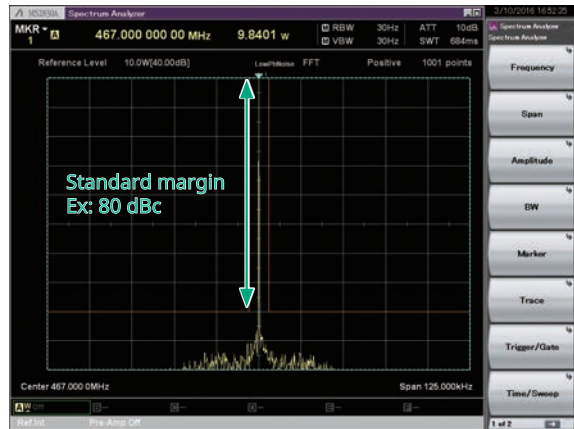 MS2830A Spectrum Analyzer
3/10/2016 16:52:35
MKR 1 A 467.000 000 00 MHz 9.8401 w
RBW 30Hz ATT 10dB
VBW 30Hz SWT 684ms
Reference Level 10.0W[40.00dB] LowPhNoise FFT Positive 1001 points
1
Standard margin
Ex: 80 dBc
Center 467.000 0MHz Span 125.000kHz
Ref.Int Pre-Amp Off
Spectrum Analyzer
Spectrum Analyzer
Frequency
Span
Amplitude
BW
Marker
Trace
Trigger/Gate
Time/Sweep
1 of 2